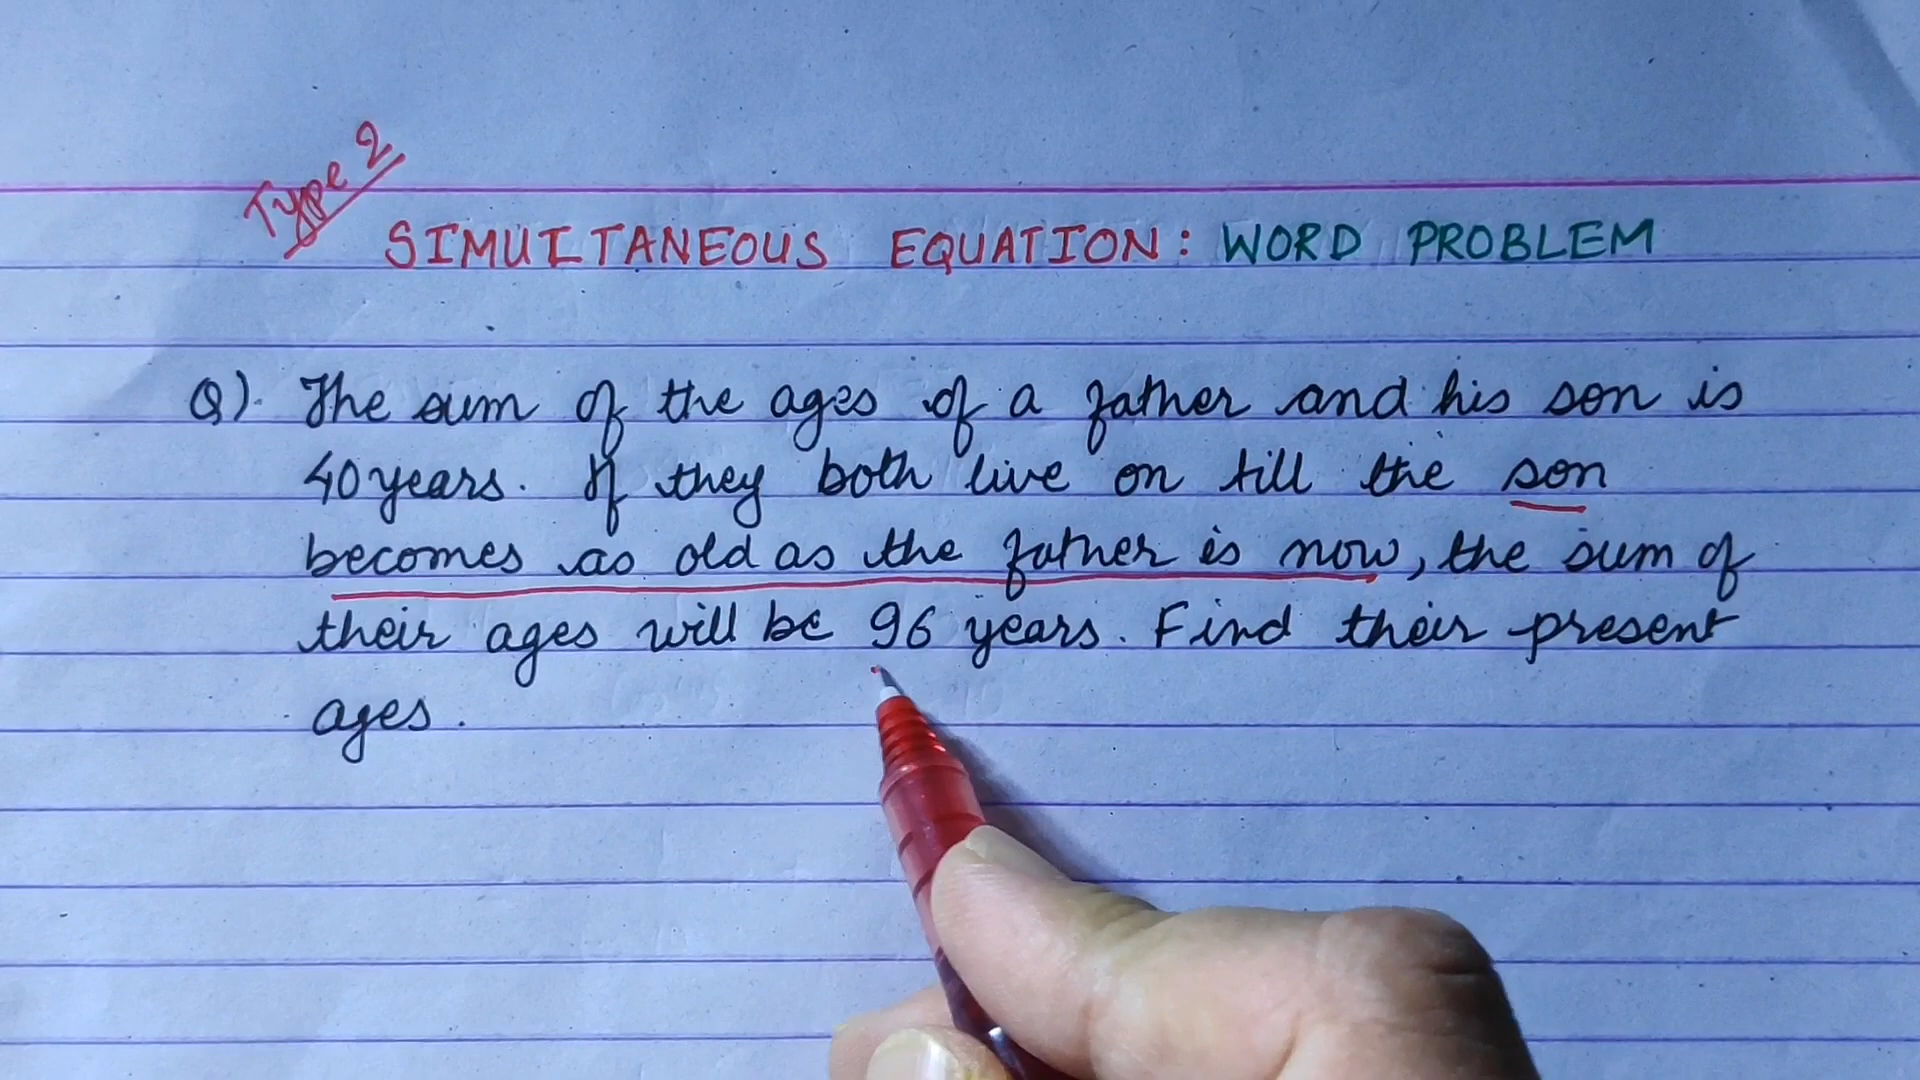 Type 2
SIMULTANEOUS EQUATION: WORD PROBLEM
Q). The sum of the ages of a father and his son is
40 years. If they both live on till the son
becomes as old as the father is now, the sum of
their ages will be 96 years. Find their present
ages.